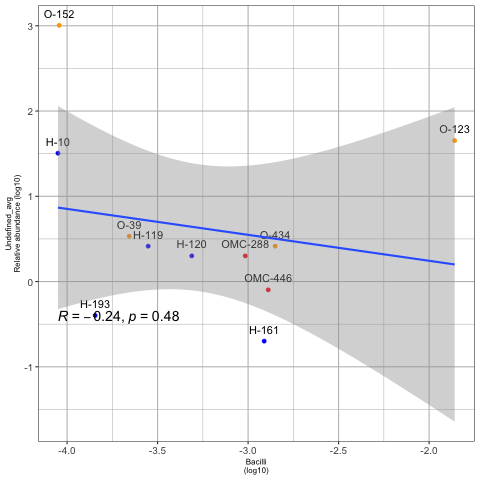 O-152
3
2
H-10
O-123
1
O-39
H-119
H-120
OMC-288
O-434
0
OMC-446
H-193
R = −0.24, p = 0.48
H-161
-1
Undefined_avg
Relative abundance (log10)
-4.0 -3.5 -3.0 -2.5 -2.0
Bacilli
(log10)